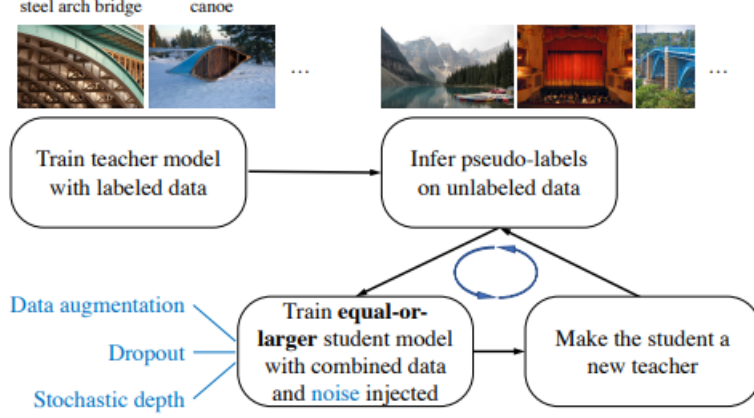 steel arch bridge
canoe
...
...
Train teacher model
with labeled data
Infer pseudo-labels
on unlabeled data
Data augmentation
Dropout
Stochastic depth
Train equal-or-
larger student model
with combined data
and noise injected
Make the student a
new teacher